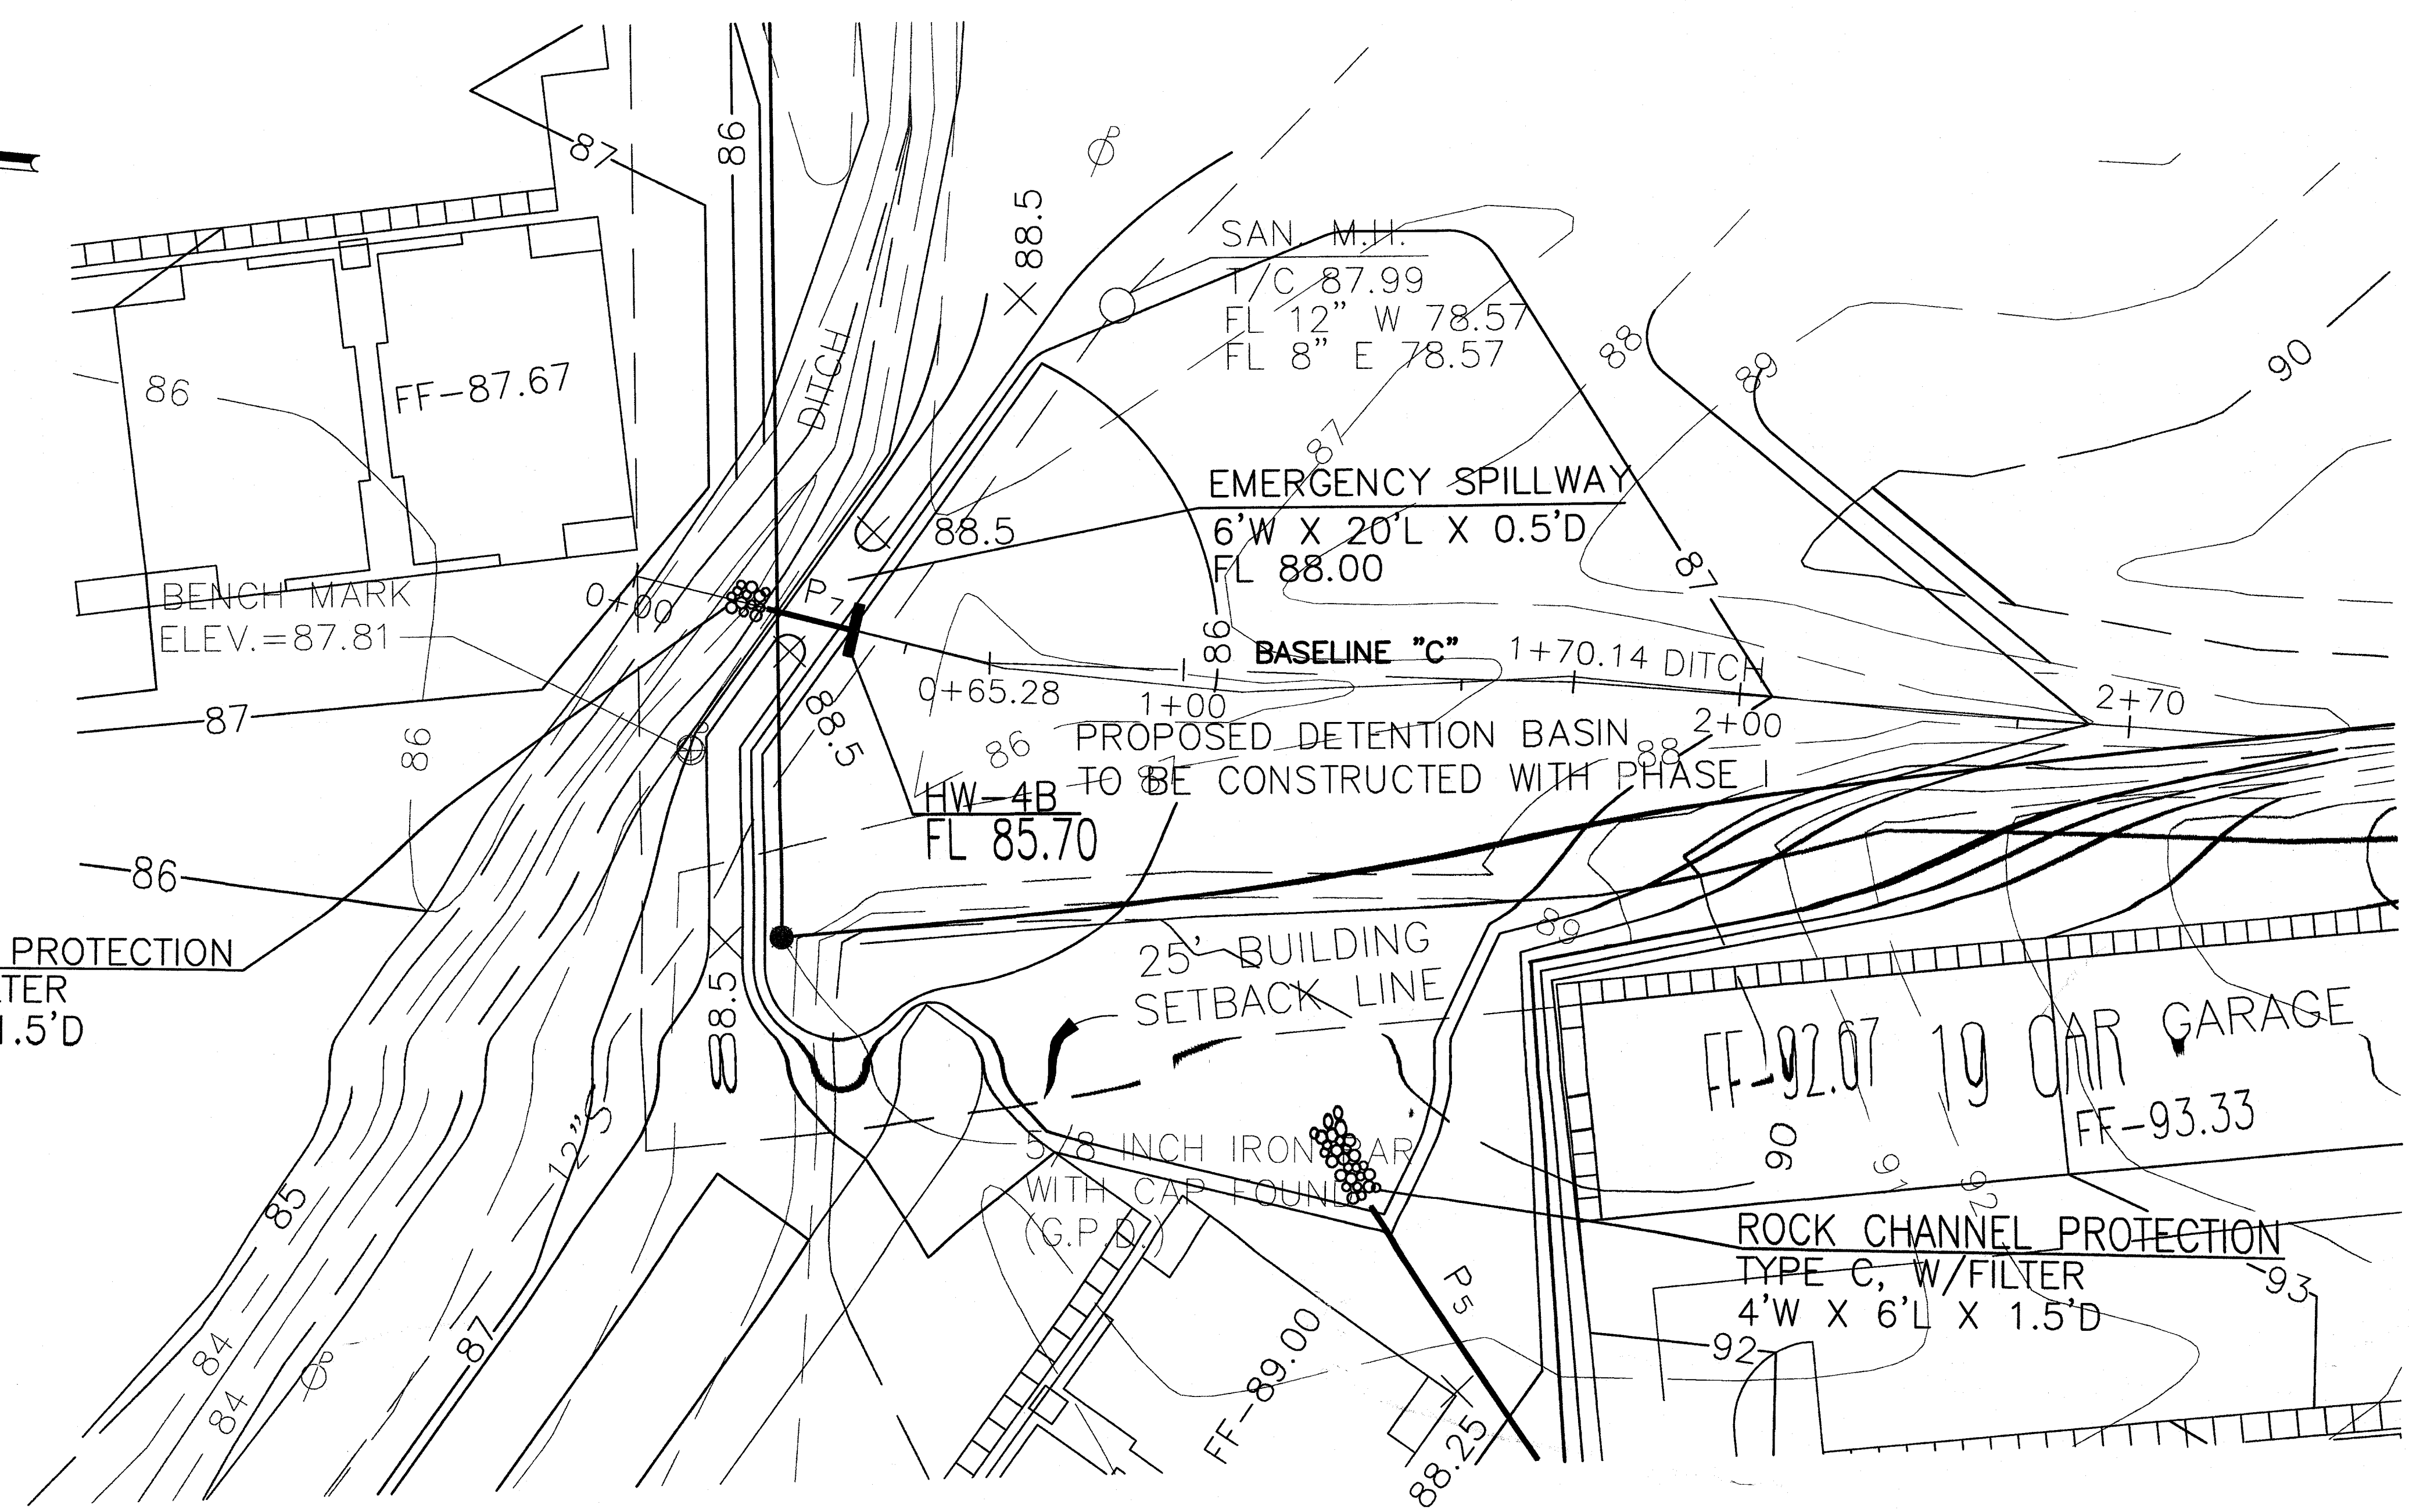 87
86
88.5
SAN. M.H.
T/C 87.99
FL 12" W 78.57
FL 8" E 78.57
88
89
90
DITCH
86
FF-87.67
87
EMERGENCY SPILLWAY
6'W X 20'L X 0.5'D
FL 88.00
88.5
87
BENCH MARK
ELEV.=87.81
0+00
P7
86
BASELINE "C"
1+70.14
DITCH
0+65.28
1+00
2+00
2+70
87
86
88.5
86
PROPOSED DETENTION BASIN
TO BE CONSTRUCTED WITH PHASE I
88
87
HW-4B
FL 85.70
86
PROTECTION
TER
1.5'D
88.5
25' BUILDING
SETBACK LINE
89
FF-92.67
19 CAR GARAGE
FF-93.33
90
91
92
12"S
5/8 INCH IRON BAR
WITH CAP FOUND
(G.P.D.)
85
ROCK CHANNEL PROTECTION
TYPE C, W/FILTER
4'W X 6'L X 1.5'D
93
P5
92
84
84
87
FF-89.00
88.25